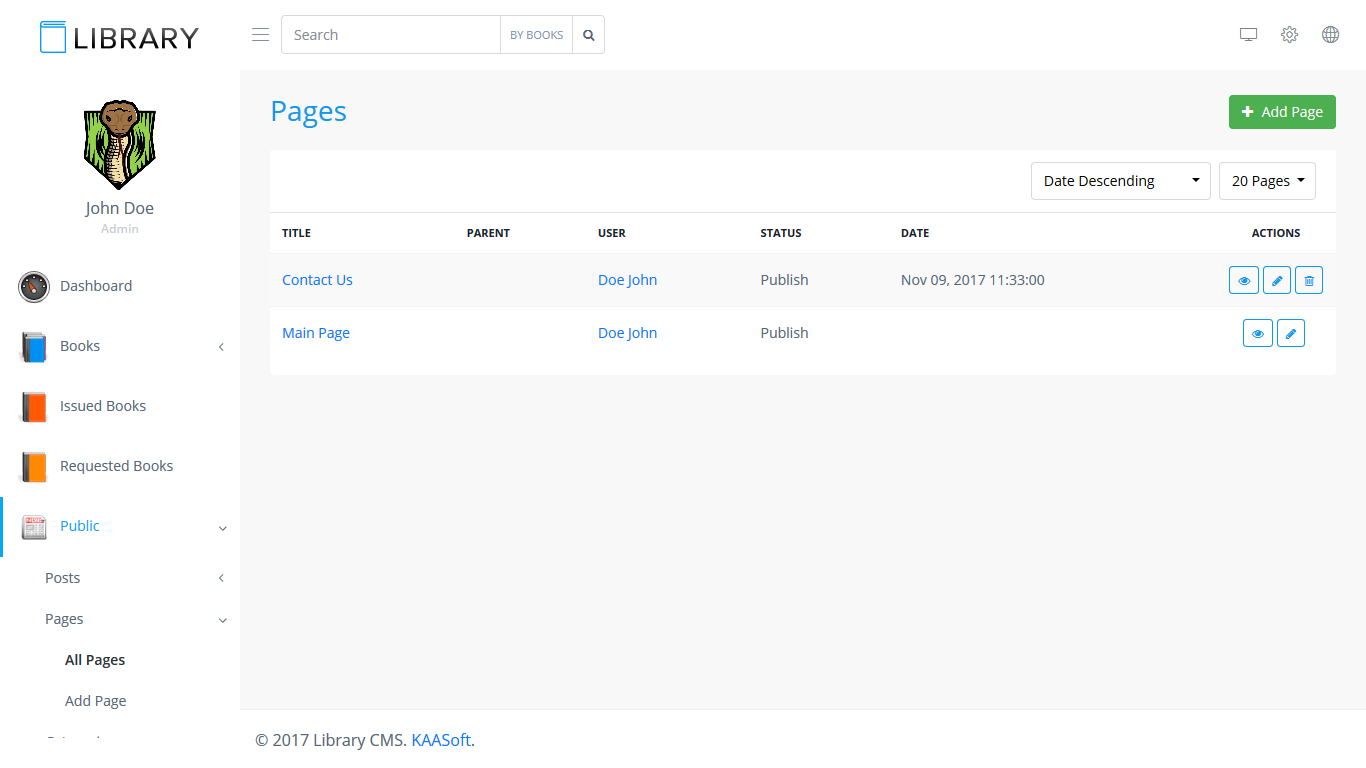 LIBRARY
Search
BY BOOKS
John Doe
Admin
Dashboard
Books
Issued Books
Requested Books
Public
Posts
Pages
All Pages
Add Page
Pages
Add Page
Date Descending
20 Pages
TITLE PARENT USER STATUS DATE ACTIONS
Contact Us Doe John Publish Nov 09, 2017 11:33:00
Main Page Doe John Publish
© 2017 Library CMS. KAASoft.